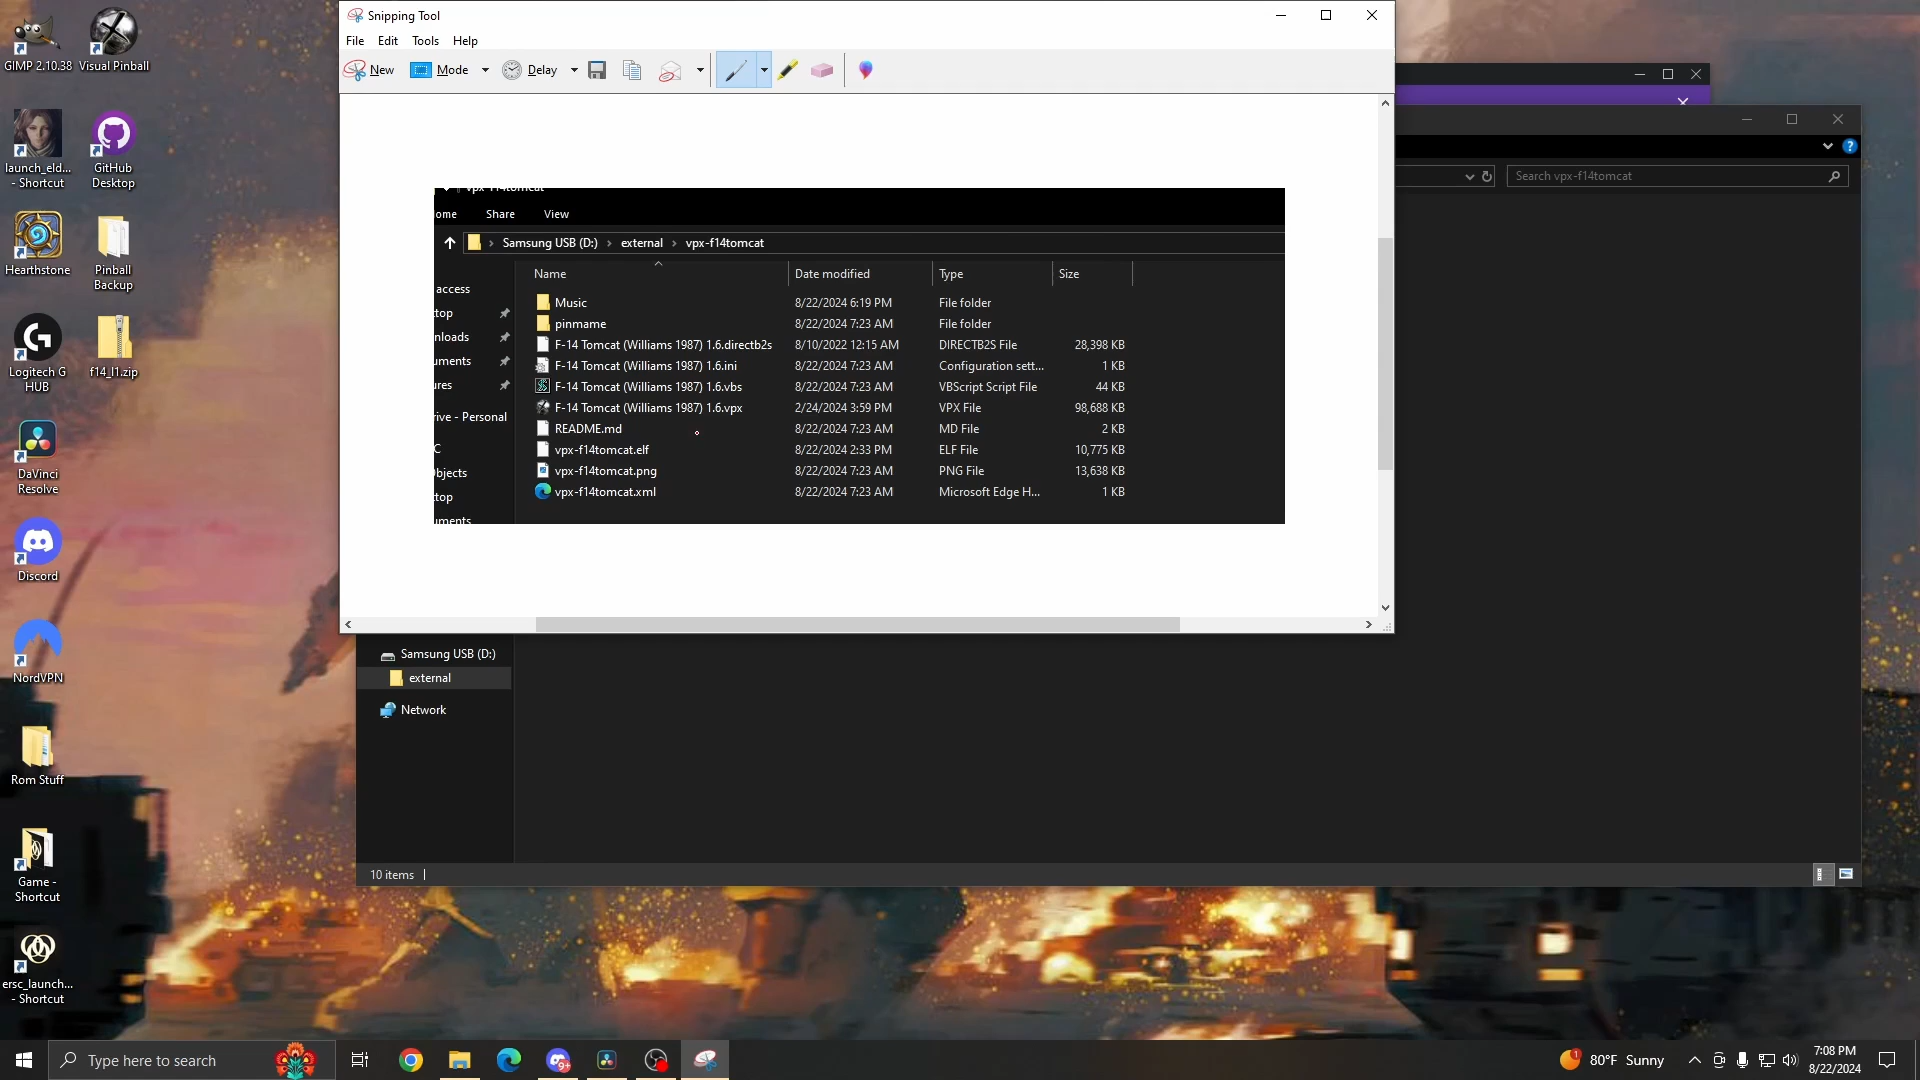 GIMP 2.10.38
Visual Pinball
launch_eld...
- Shortcut
GitHub
Desktop
Hearthstone
Pinball
Backup
Logitech G
HUB
f14_l1.zip
DaVinci
Resolve
Discord
NordVPN
Rom Stuff
Game -
Shortcut
ersc_launch...
- Shortcut
Snipping Tool
File Edit Tools Help
New Mode Delay
vpx-f14tomcat
ome Share View
Samsung USB (D:) › external › vpx-f14tomcat
Name Date modified Type Size
access
top
nloads
uments
ures
rive - Personal
C
bjects
top
uments
Music 8/22/2024 6:19 PM File folder
pinmame 8/22/2024 7:23 AM File folder
F-14 Tomcat (Williams 1987) 1.6.directb2s 8/10/2022 12:15 AM DIRECTB2S File 28,398 KB
F-14 Tomcat (Williams 1987) 1.6.ini 8/22/2024 7:23 AM Configuration sett... 1 KB
F-14 Tomcat (Williams 1987) 1.6.vbs 8/22/2024 7:23 AM VBScript Script File 44 KB
F-14 Tomcat (Williams 1987) 1.6.vpx 2/24/2024 3:59 PM VPX File 98,688 KB
README.md 8/22/2024 7:23 AM MD File 2 KB
vpx-f14tomcat.elf 8/22/2024 2:33 PM ELF File 10,775 KB
vpx-f14tomcat.png 8/22/2024 7:23 AM PNG File 13,638 KB
vpx-f14tomcat.xml 8/22/2024 7:23 AM Microsoft Edge H... 1 KB
Search vpx-f14tomcat
Samsung USB (D:)
external
Network
10 items
Type here to search
9+
1
80°F Sunny
7:08 PM
8/22/2024